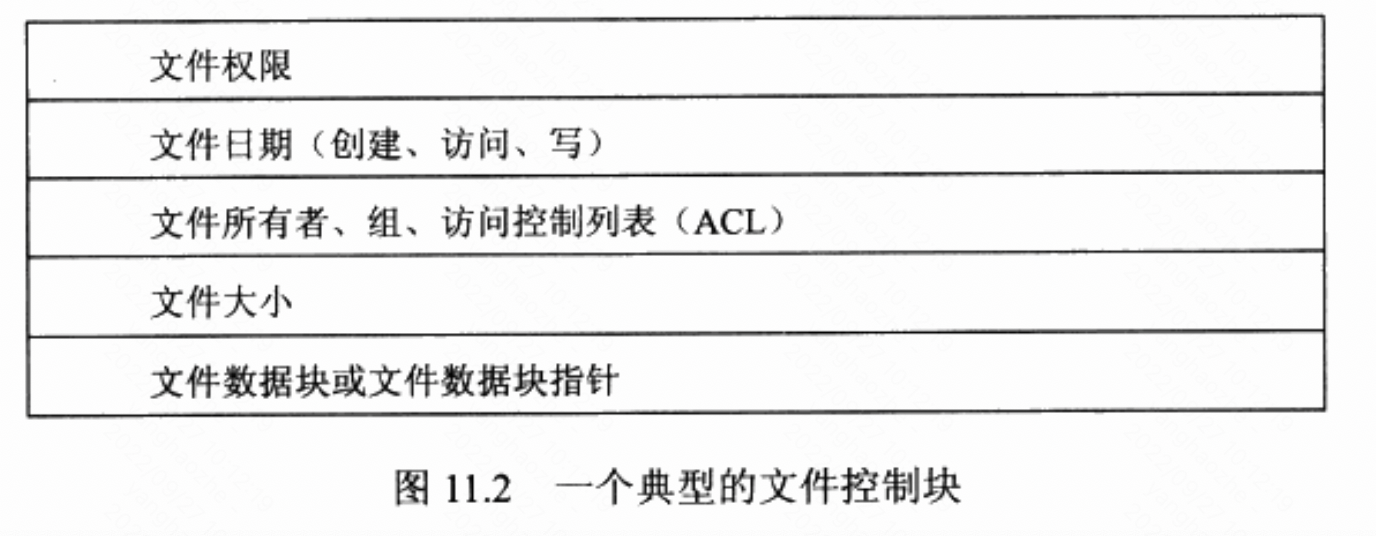 文件权限
文件日期（创建、访问、写）
文件所有者、组、访问控制列表（ACL）
文件大小
文件数据块或文件数据块指针
图 11.2 一个典型的文件控制块